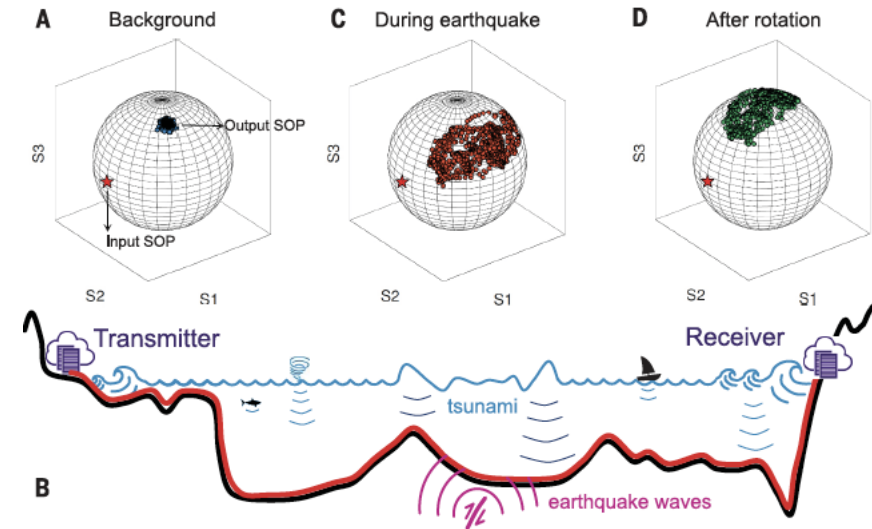 A Background
C During earthquake
D After rotation
S3
Output SOP
Input SOP
S2
S1
S3
S2
S1
S3
S2
S1
Transmitter
Receiver
tsunami
B
earthquake waves